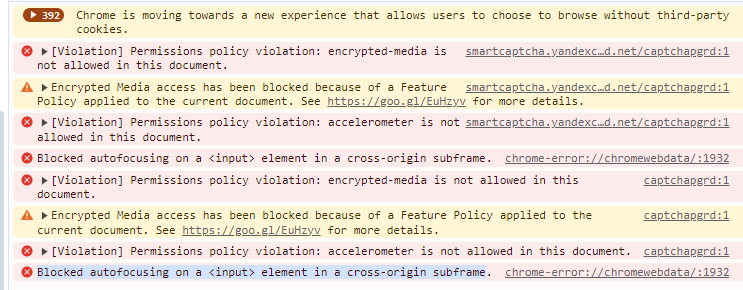 392 Chrome is moving towards a new experience that allows users to choose to browse without third-party
cookies.
[Violation] Permissions policy violation: encrypted-media is smartcaptcha.yandexc…d.net/captchapgrd:1
not allowed in this document.
Encrypted Media access has been blocked because of a Feature smartcaptcha.yandexc…d.net/captchapgrd:1
Policy applied to the current document. See https://goo.gl/EuHzyv for more details.
[Violation] Permissions policy violation: accelerometer is not smartcaptcha.yandexc…d.net/captchapgrd:1
allowed in this document.
Blocked autofocusing on a <input> element in a cross-origin subframe. chrome-error://chromewebdata/:1932
[Violation] Permissions policy violation: encrypted-media is not allowed in this captchapgrd:1
document.
Encrypted Media access has been blocked because of a Feature Policy applied to the captchapgrd:1
current document. See https://goo.gl/EuHzyv for more details.
[Violation] Permissions policy violation: accelerometer is not allowed in this document. captchapgrd:1
Blocked autofocusing on a <input> element in a cross-origin subframe. chrome-error://chromewebdata/:1932